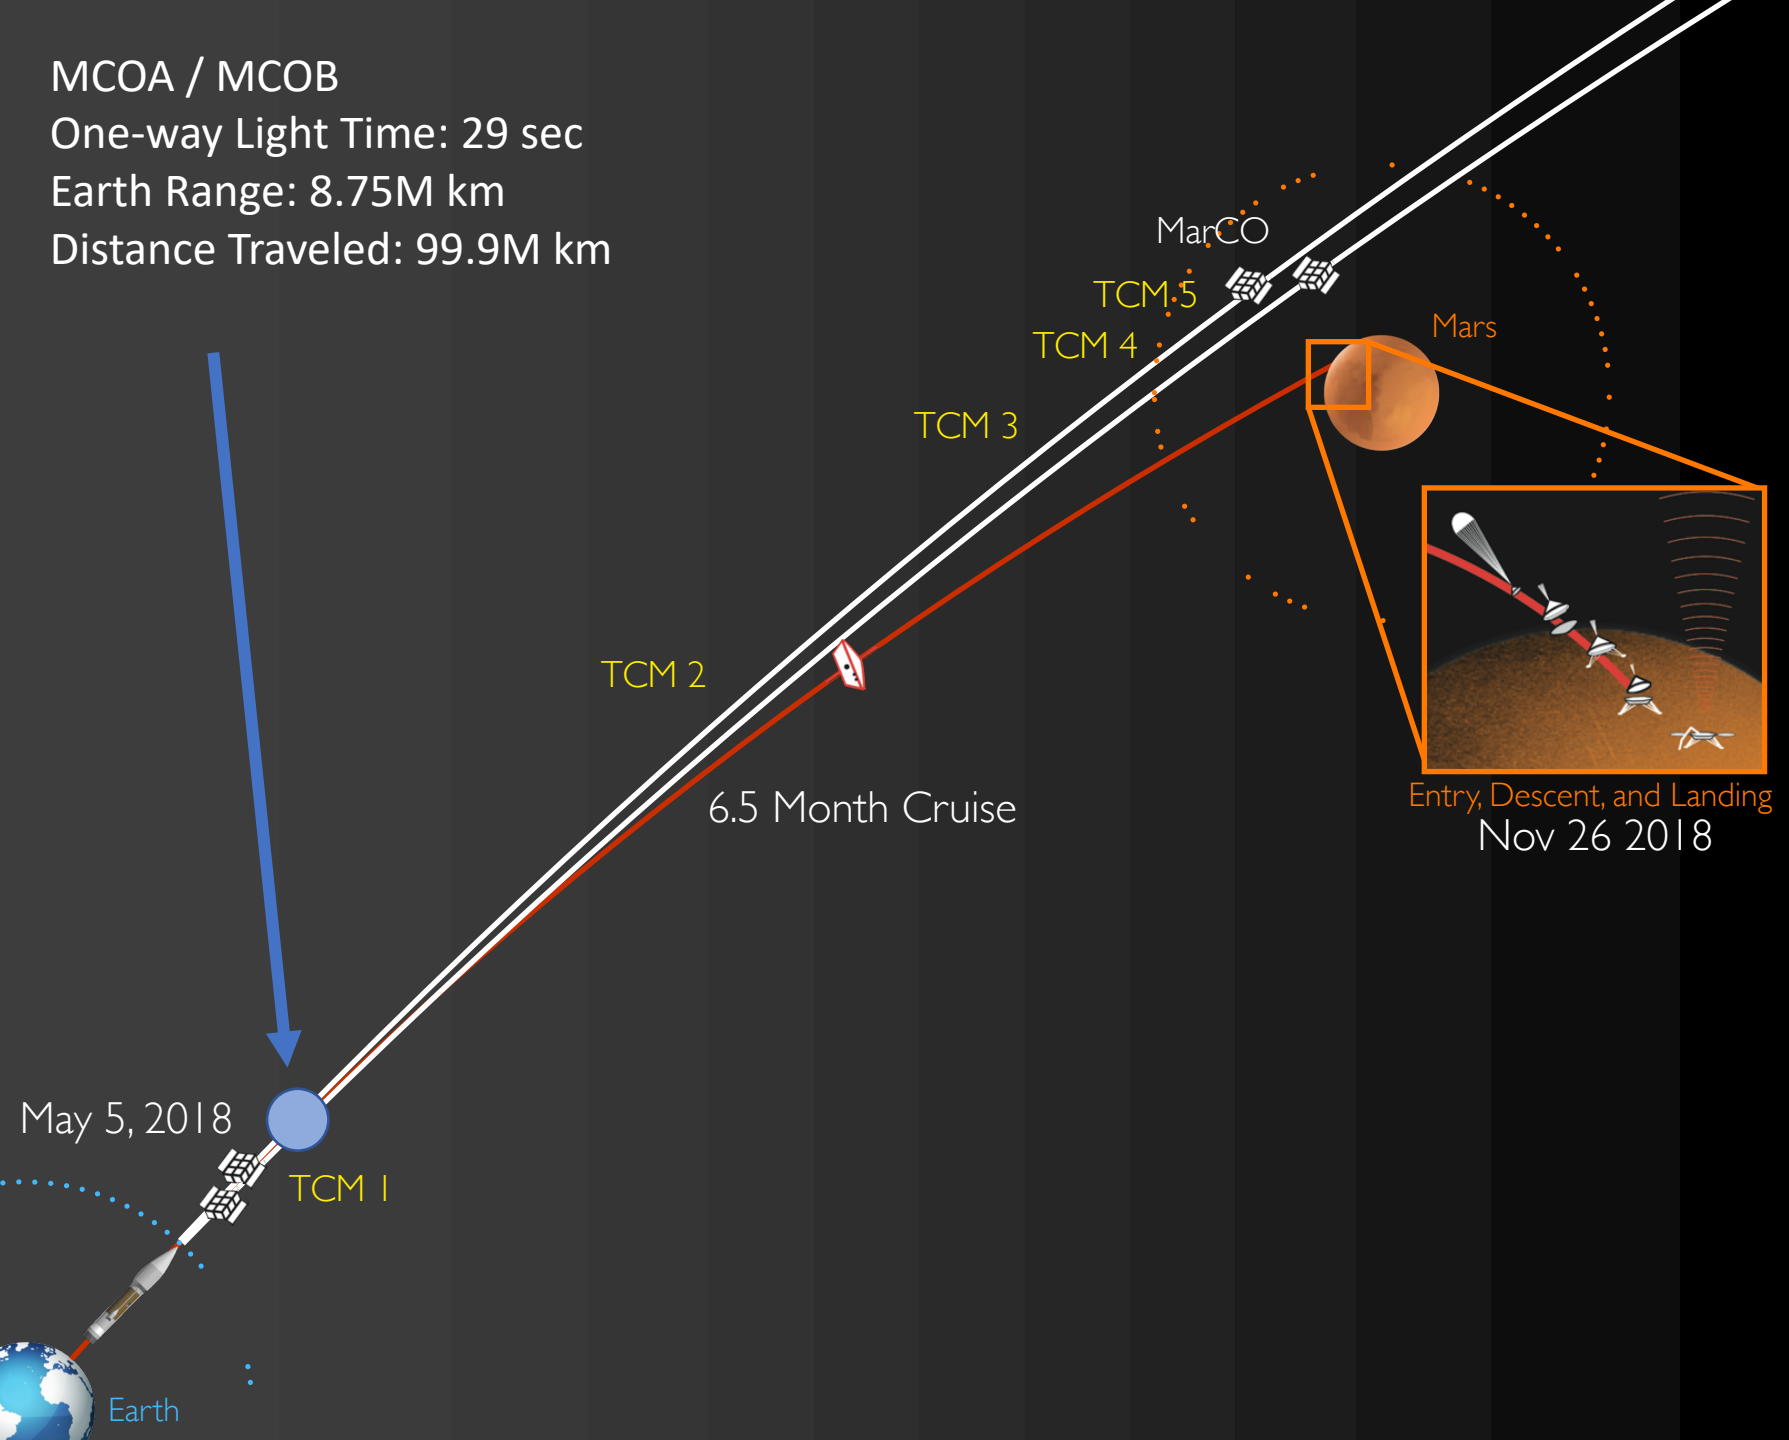 MCOA / MCOB
One-way Light Time: 29 sec
Earth Range: 8.75M km
Distance Traveled: 99.9M km
MarCO
TCM 5
Mars
TCM 4
TCM 3
TCM 2
6.5 Month Cruise
Entry, Descent, and Landing
Nov 26 2018
May 5, 2018
TCM 1
Earth